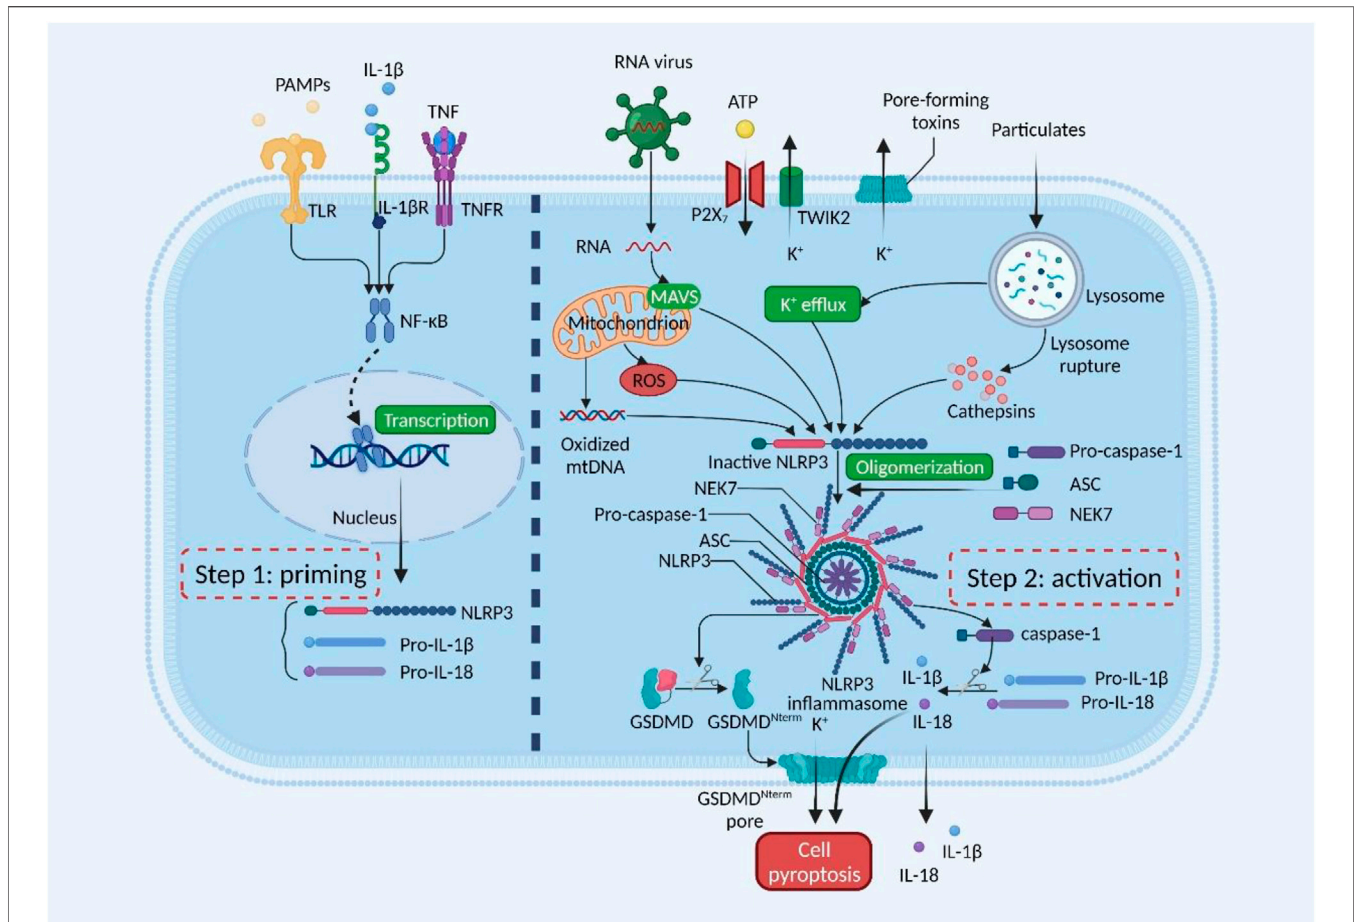 PAMPs
IL-1β
TNF
TLR
IL-1βR
TNFR
NF-κB
Transcription
Nucleus
Step 1: priming
NLRP3
Pro-IL-1β
Pro-IL-18
RNA virus
ATP
Pore-forming
toxins
Particulates
P2X₇
TWIK2
K⁺
K⁺
RNA
MAVS
Mitochondrion
K⁺ efflux
Lysosome
Lysosome
rupture
ROS
Cathepsins
Oxidized
mtDNA
Inactive NLRP3
Oligomerization
Pro-caspase-1
ASC
NEK7
NEK7
Pro-caspase-1
ASC
NLRP3
Step 2: activation
caspase-1
IL-1β
Pro-IL-1β
Pro-IL-18
IL-18
NLRP3
inflammasome
K⁺
GSDMD
GSDMDᴺᵗᵉʳᵐ
GSDMDᴺᵗᵉʳᵐ
pore
Cell
pyroptosis
IL-1β
IL-18